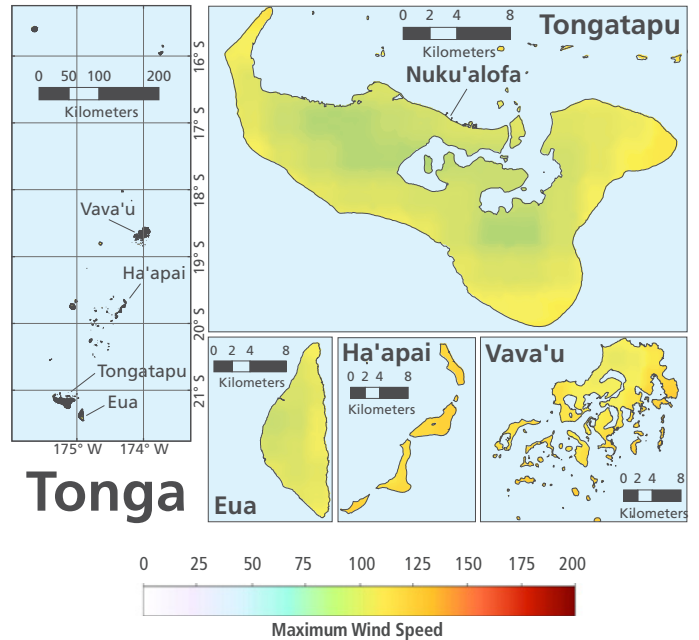 0 50 100 200
Kilometers
16° S
17° S
18° S
19° S
20° S
21° S
Vava'u
Ha'apai
Tongatapu
Eua
175° W 174° W
Tonga
0 2 4 8
Kilometers
Tongatapu
Nuku'alofa
0 2 4 8
Kilometers
Eua
Ha'apai
0 2 4 8
Kilometers
Vava'u
0 2 4 8
Kilometers
0 25 50 75 100 125 150 175 200
Maximum Wind Speed